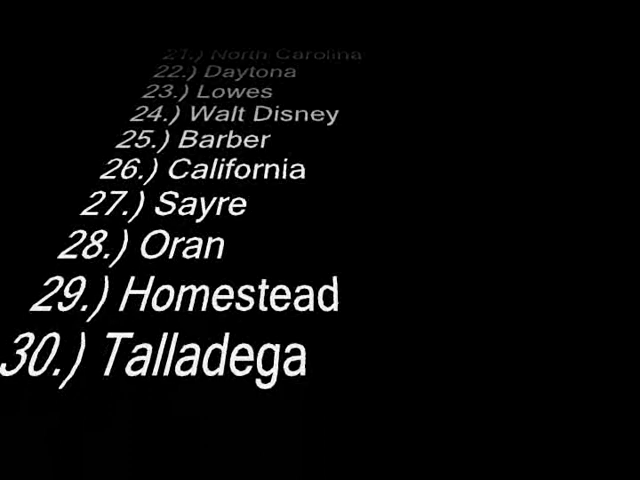 21.) North Carolina
22.) Daytona
23.) Lowes
24.) Walt Disney
25.) Barber
26.) California
27.) Sayre
28.) Oran
29.) Homestead
30.) Talladega